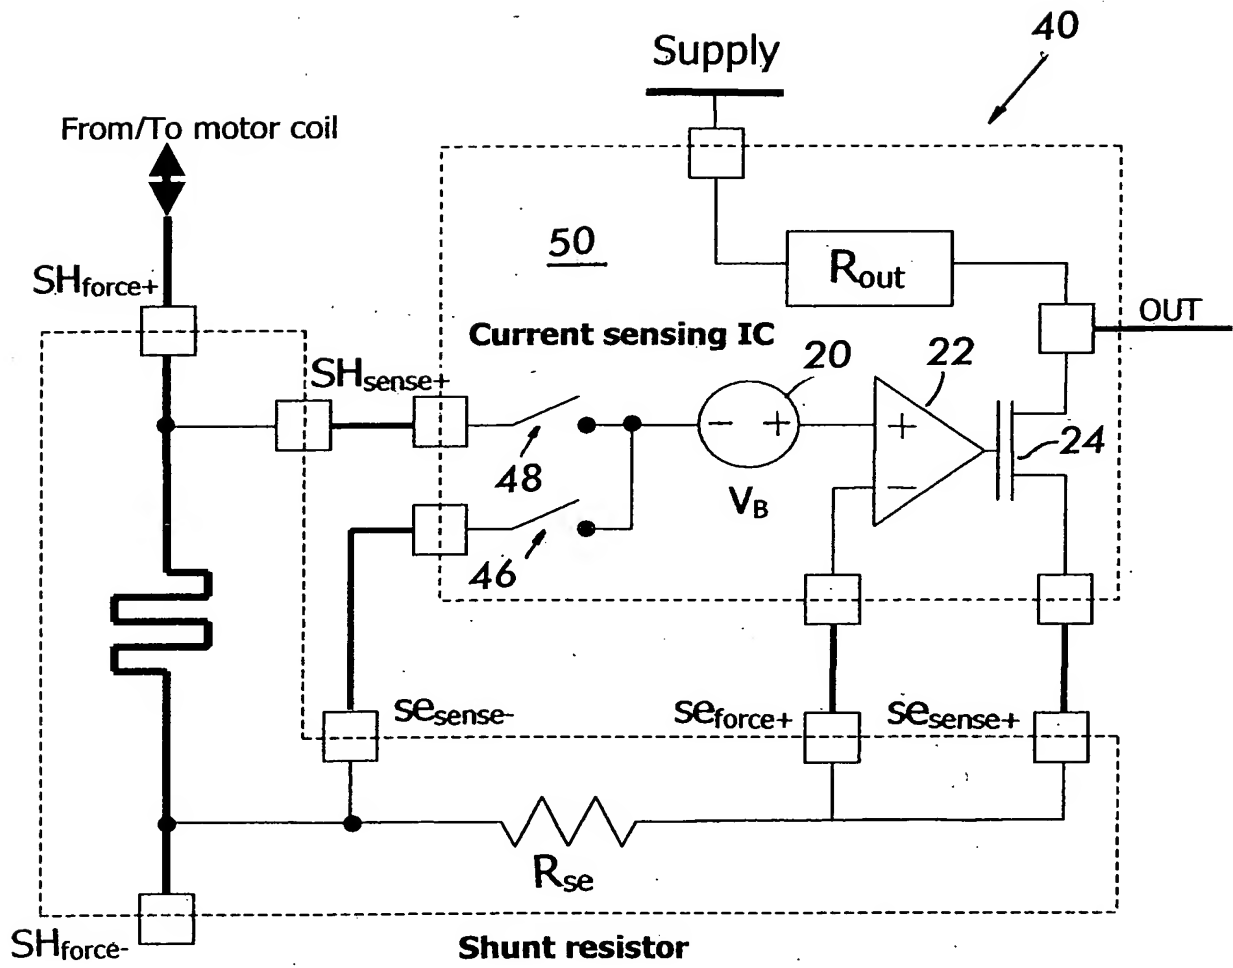 40
Supply
From/To motor coil
50
Rout
SHforce+
OUT
Current sensing IC
20
22
SHsense+
- +
+
24
48
VB
-
46
sesense-
seforce+
sesense+
Rse
SHforce-
Shunt resistor